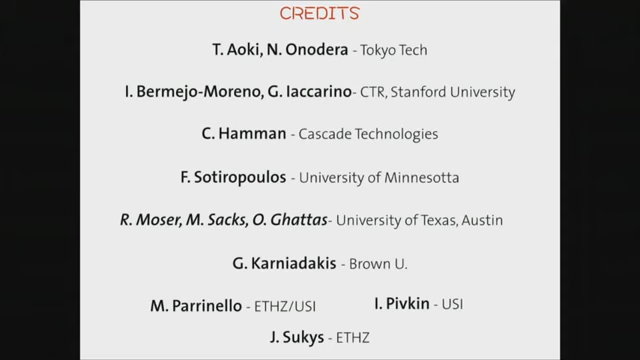 CREDITS
T. Aoki, N. Onodera - Tokyo Tech
I. Bermejo-Moreno, G. Iaccarino- CTR, Stanford University
C. Hamman - Cascade Technologies
F. Sotiropoulos - University of Minnesotta
R. Moser, M. Sacks, O. Ghattas- University of Texas, Austin
G. Karniadakis - Brown U.
M. Parrinello - ETHZ/USI I. Pivkin - USI
J. Sukys - ETHZ